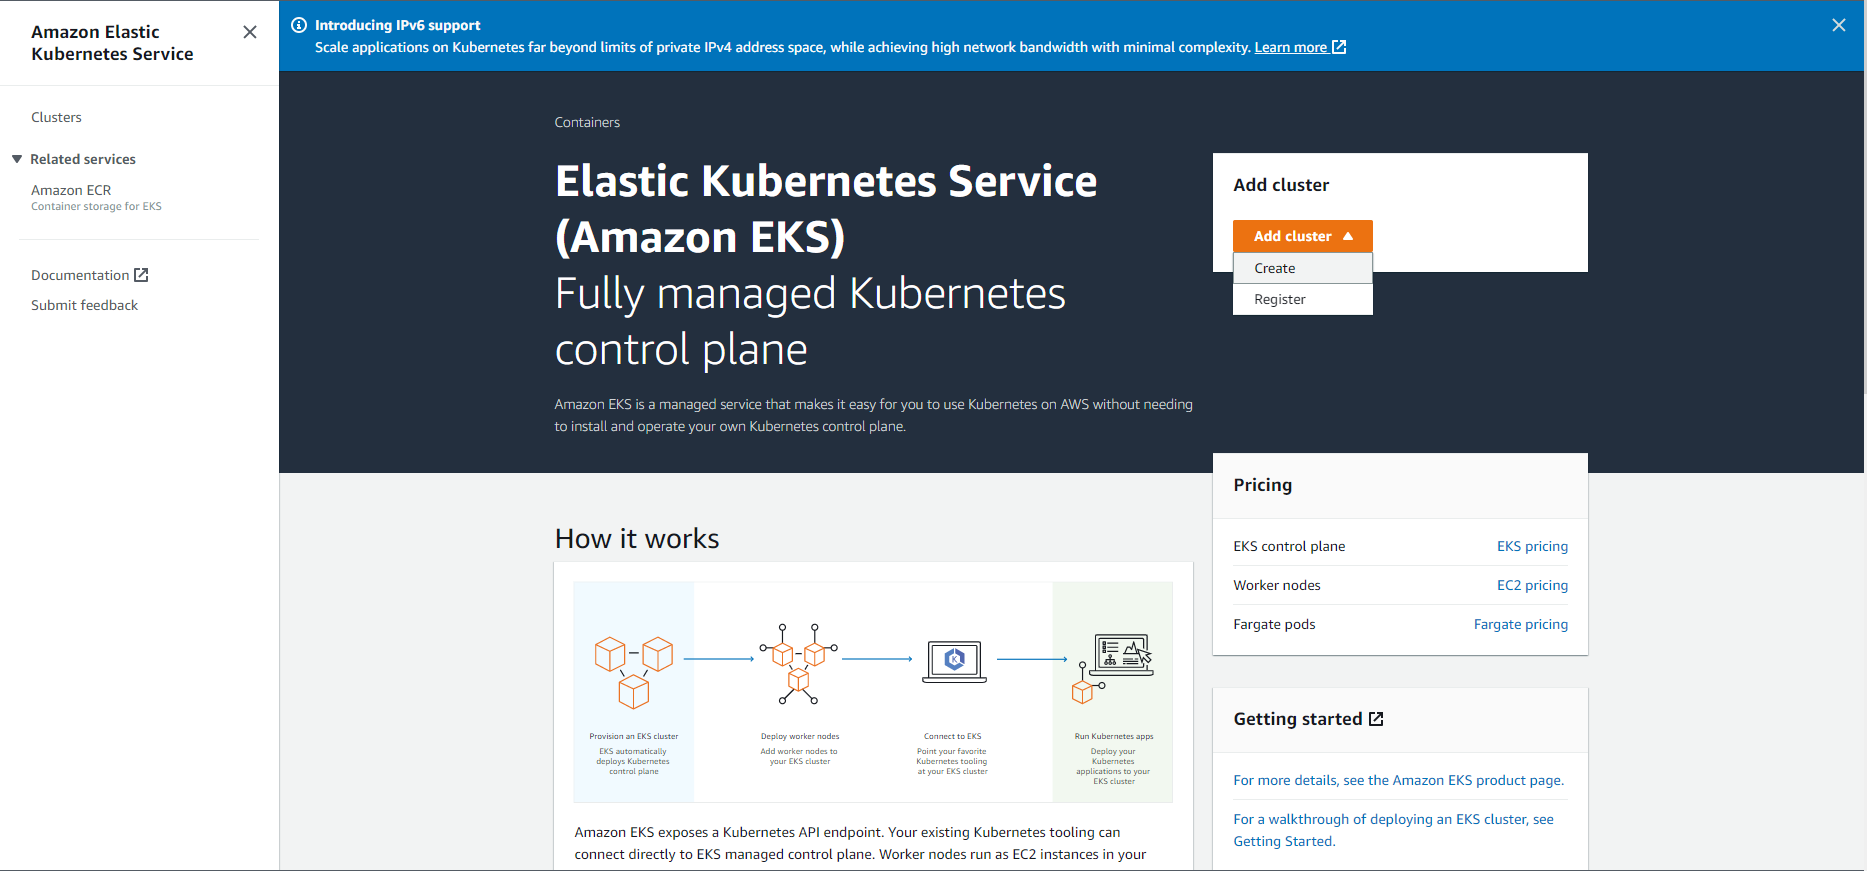 Amazon Elastic
Kubernetes Service
Clusters
Related services
Amazon ECR
Container storage for EKS
Documentation
Submit feedback
Introducing IPv6 support
Scale applications on Kubernetes far beyond limits of private IPv4 address space, while achieving high network bandwidth with minimal complexity. Learn more
Containers
Elastic Kubernetes Service
(Amazon EKS)
Fully managed Kubernetes
control plane
Amazon EKS is a managed service that makes it easy for you to use Kubernetes on AWS without needing
to install and operate your own Kubernetes control plane.
Add cluster
Add cluster
Create
Register
How it works
Provision an EKS cluster
EKS automatically
deploys Kubernetes
control plane
Deploy worker nodes
Add worker nodes to
your EKS cluster
Connect to EKS
Point your favorite
Kubernetes tooling
at your EKS cluster
Run Kubernetes apps
Deploy your
Kubernetes
applications to your
EKS cluster
Amazon EKS exposes a Kubernetes API endpoint. Your existing Kubernetes tooling can
connect directly to EKS managed control plane. Worker nodes run as EC2 instances in your
Pricing
EKS control plane EKS pricing
Worker nodes EC2 pricing
Fargate pods Fargate pricing
Getting started
For more details, see the Amazon EKS product page.
For a walkthrough of deploying an EKS cluster, see
Getting Started.